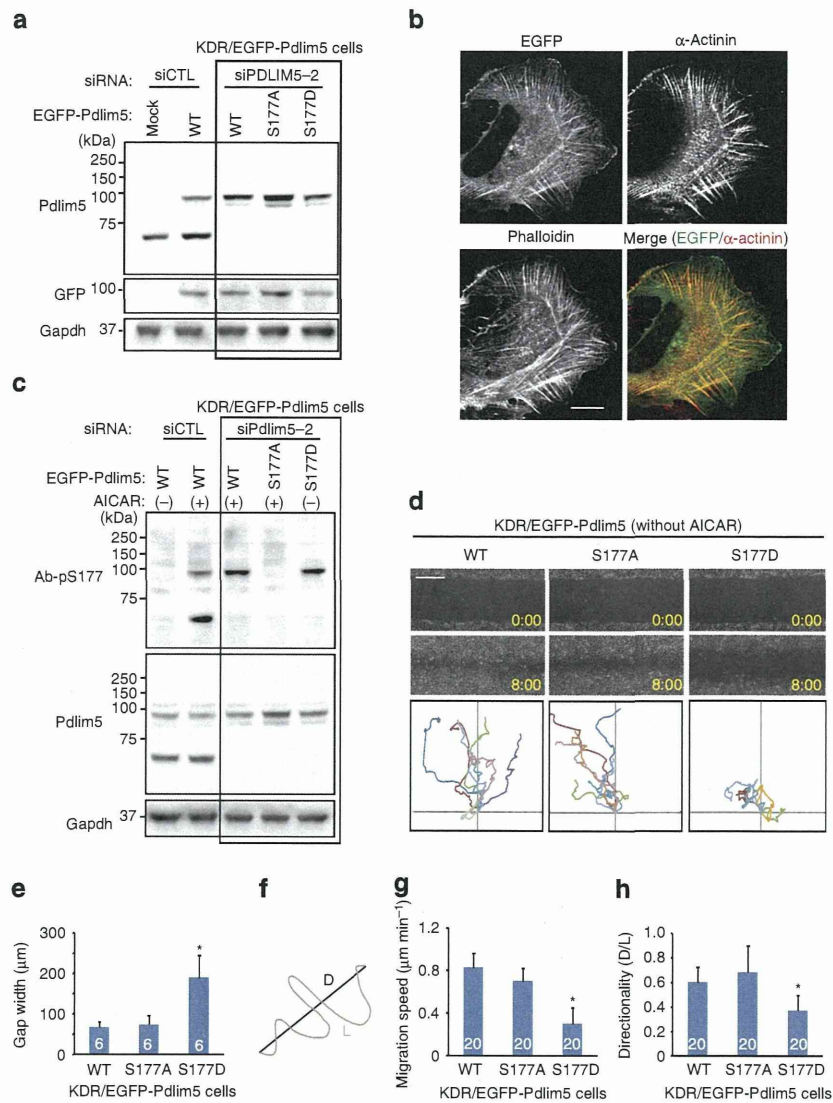 a
KDR/EGFP-Pdlim5 cells
siRNA: siCTL siPDLIM5–2
EGFP-Pdlim5: Mock WT WT S177A S177D
(kDa)
250
150
100
75
Pdlim5
GFP 100
Gapdh 37
b
EGFP α-Actinin
Phalloidin Merge (EGFP/α-actinin)
c
KDR/EGFP-Pdlim5 cells
siRNA: siCTL siPdlim5–2
EGFP-Pdlim5: WT WT WT S177A S177D
AICAR: (–) (+) (+) (+) (–)
(kDa)
250
150
100
75
Ab-pS177
250
150
100
75
Pdlim5
Gapdh 37
d
KDR/EGFP-Pdlim5 (without AICAR)
WT S177A S177D
0:00 0:00 0:00
8:00 8:00 8:00
e
Gap width (μm)
300
200
100
0
*
6 6 6
WT S177A S177D
KDR/EGFP-Pdlim5 cells
f
D
L
g
Migration speed (μm min⁻¹)
1.2
0.8
0.4
0
*
20 20 20
WT S177A S177D
KDR/EGFP-Pdlim5 cells
h
Directionality (D/L)
1.0
0.8
0.6
0.4
0.2
0
*
20 20 20
WT S177A S177D
KDR/EGFP-Pdlim5 cells